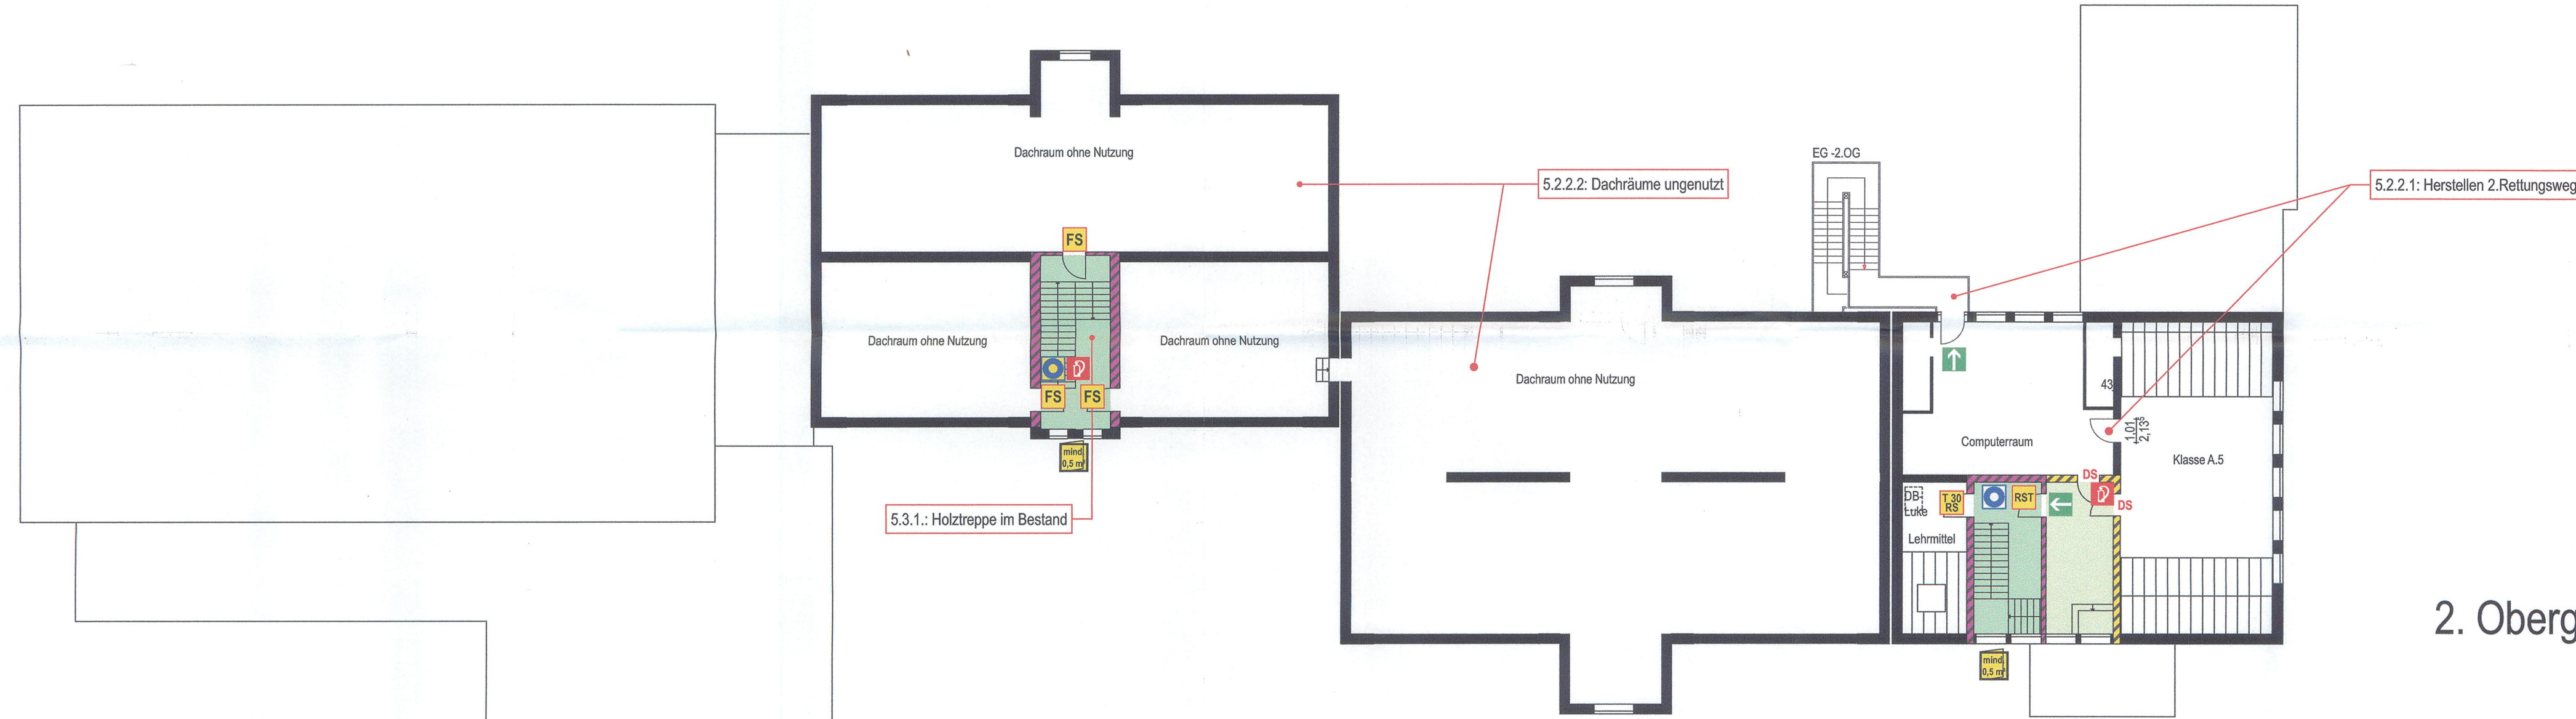 Dachraum ohne Nutzung
EG -2.OG
5.2.2.2: Dachräume ungenutzt
5.2.2.1: Herstellen 2.Rettungsweg
FS
Dachraum ohne Nutzung
Dachraum ohne Nutzung
Dachraum ohne Nutzung
FS
FS
43
1.01
2,13⁵
Computerraum
Klasse A.5
mind.
0,5 m²
DS
DS
DB-
Luke
T 30
RS
RST
5.3.1.: Holztreppe im Bestand
Lehrmittel
2. Oberg
mind.
0,5 m²